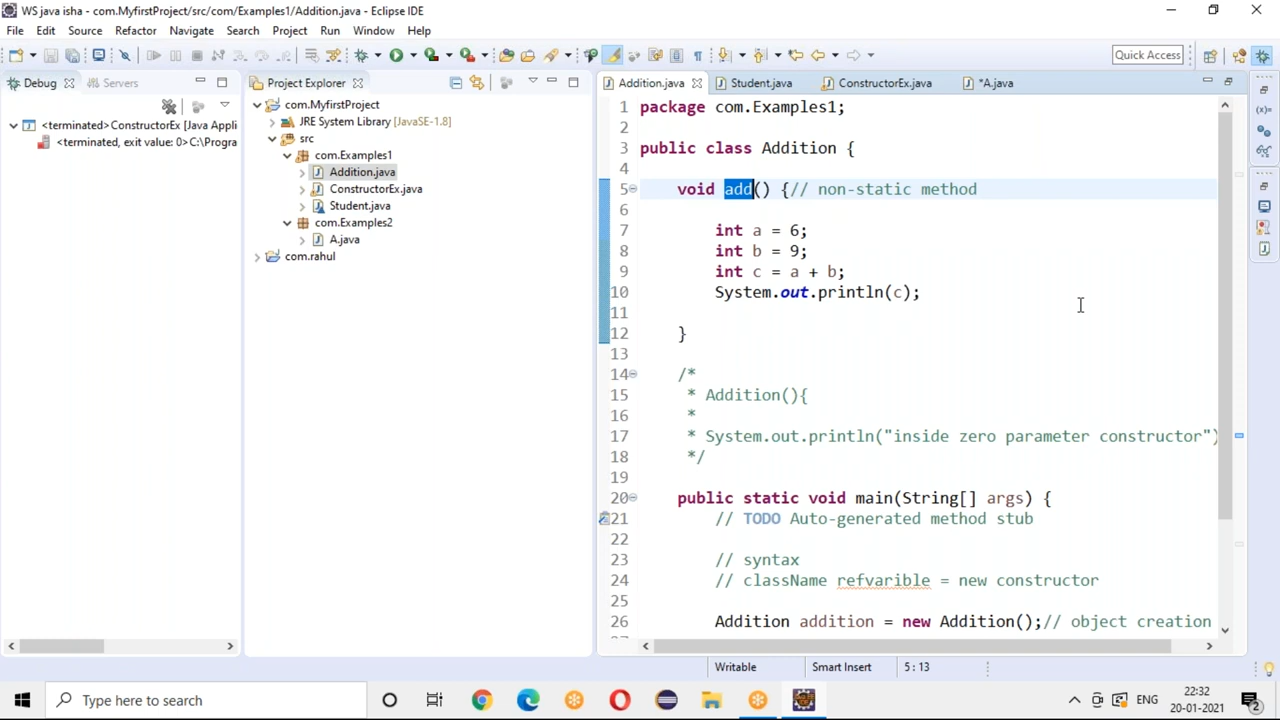 WS java isha - com.MyfirstProject/src/com/Examples1/Addition.java - Eclipse IDE
File Edit Source Refactor Navigate Search Project Run Window Help
Quick Access
Debug Servers
<terminated>ConstructorEx [Java Appli
<terminated, exit value: 0>C:\Progra
Project Explorer
com.MyfirstProject
JRE System Library [JavaSE-1.8]
src
com.Examples1
Addition.java
ConstructorEx.java
Student.java
com.Examples2
A.java
com.rahul
Addition.java Student.java ConstructorEx.java *A.java
1 package com.Examples1;
2
3 public class Addition {
4
5 void add() {// non-static method
6
7 int a = 6;
8 int b = 9;
9 int c = a + b;
10 System.out.println(c);
11
12 }
13
14 /*
15 * Addition(){
16 *
17 * System.out.println("inside zero parameter constructor")
18 */
19
20 public static void main(String[] args) {
21 // TODO Auto-generated method stub
22
23 // syntax
24 // className refvarible = new constructor
25
26 Addition addition = new Addition();// object creation
Writable Smart Insert 5 : 13
Type here to search
ENG
22:32
20-01-2021
2